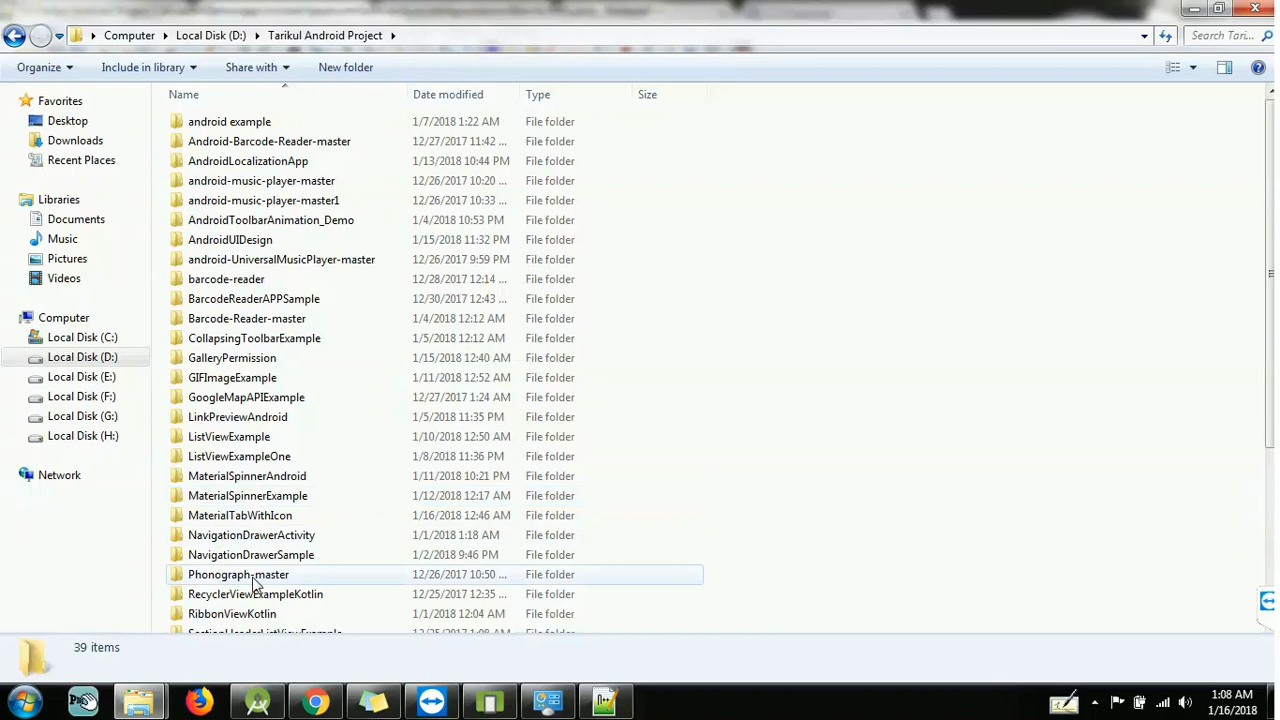 Computer Local Disk (D:) Tarikul Android Project Search Tari...
Organize Include in library Share with New folder
Name Date modified Type Size
Favorites
Desktop
Downloads
Recent Places
Libraries
Documents
Music
Pictures
Videos
Computer
Local Disk (C:)
Local Disk (D:)
Local Disk (E:)
Local Disk (F:)
Local Disk (G:)
Local Disk (H:)
Network
android example 1/7/2018 1:22 AM File folder
Android-Barcode-Reader-master 12/27/2017 11:42 ... File folder
AndroidLocalizationApp 1/13/2018 10:44 PM File folder
android-music-player-master 12/26/2017 10:20 ... File folder
android-music-player-master1 12/26/2017 10:33 ... File folder
AndroidToolbarAnimation_Demo 1/4/2018 10:53 PM File folder
AndroidUIDesign 1/15/2018 11:32 PM File folder
android-UniversalMusicPlayer-master 12/26/2017 9:59 PM File folder
barcode-reader 12/28/2017 12:14 ... File folder
BarcodeReaderAPPSample 12/30/2017 12:43 ... File folder
Barcode-Reader-master 1/4/2018 12:12 AM File folder
CollapsingToolbarExample 1/5/2018 12:12 AM File folder
GalleryPermission 1/15/2018 12:40 AM File folder
GIFImageExample 1/11/2018 12:52 AM File folder
GoogleMapAPIExample 12/27/2017 1:24 AM File folder
LinkPreviewAndroid 1/5/2018 11:35 PM File folder
ListViewExample 1/10/2018 12:50 AM File folder
ListViewExampleOne 1/8/2018 11:36 PM File folder
MaterialSpinnerAndroid 1/11/2018 10:21 PM File folder
MaterialSpinnerExample 1/12/2018 12:17 AM File folder
MaterialTabWithIcon 1/16/2018 12:46 AM File folder
NavigationDrawerActivity 1/1/2018 1:18 AM File folder
NavigationDrawerSample 1/2/2018 9:46 PM File folder
Phonograph-master 12/26/2017 10:50 ... File folder
RecyclerViewExampleKotlin 12/25/2017 12:35 ... File folder
RibbonViewKotlin 1/1/2018 12:04 AM File folder
SectionHeaderListViewExample 12/25/2017 1:08 AM File folder
39 items
1:08 AM
1/16/2018